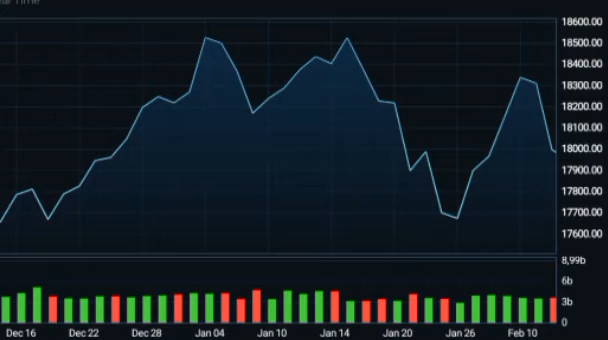 Time
18600.00
18500.00
18400.00
18300.00
18200.00
18100.00
18000.00
17900.00
17800.00
17700.00
17600.00
8,99b
6b
3b
0
Dec 16 Dec 22 Dec 28 Jan 04 Jan 10 Jan 14 Jan 20 Jan 26 Feb 10